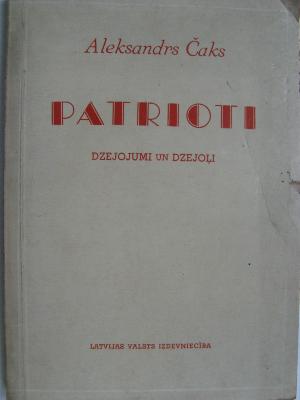 Aleksandrs Čaks
PATRIOTI
DZEJOJUMI UN DZEJOĻI
LATVIJAS VALSTS IZDEVNIECĪBA